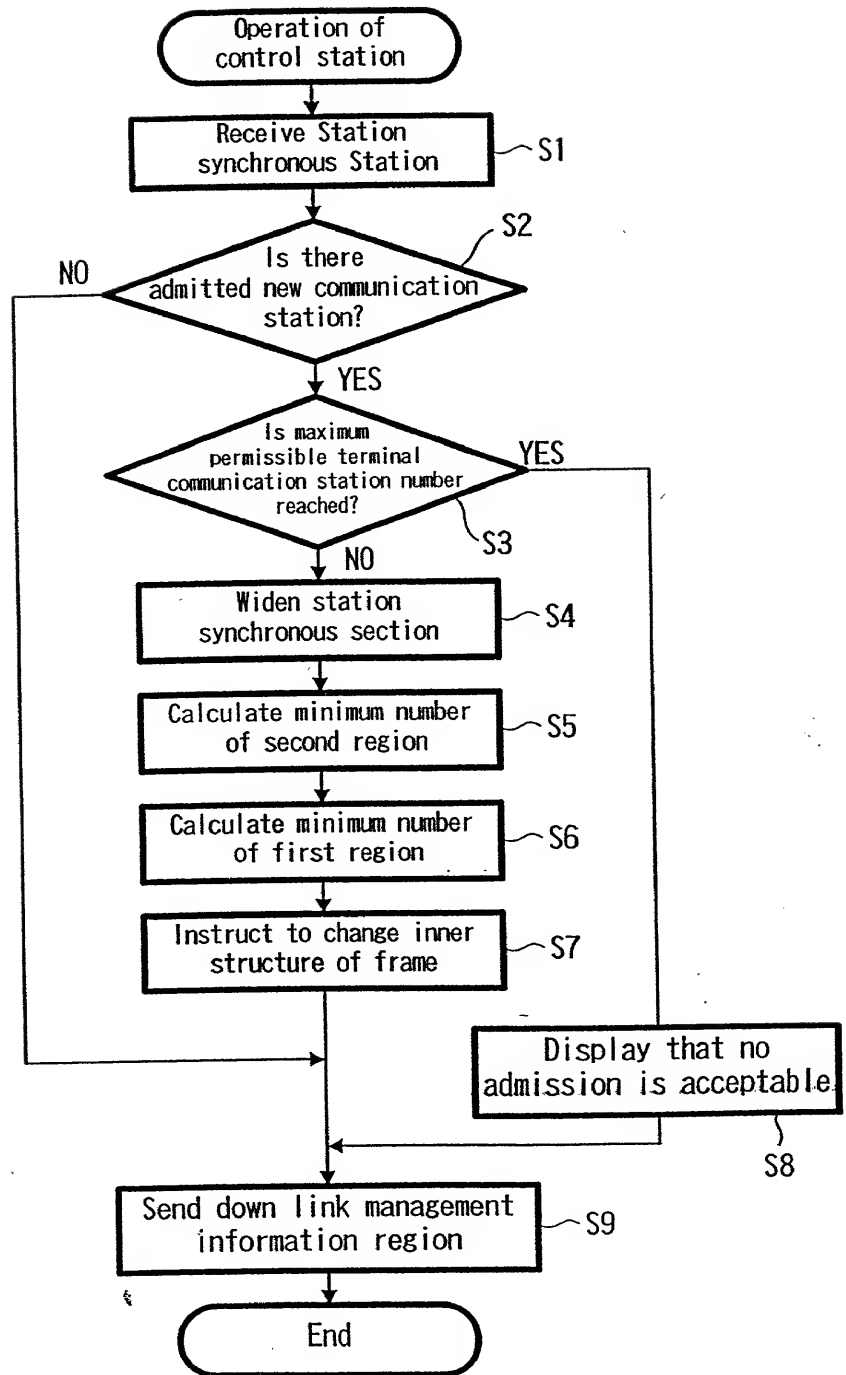 Operation of
control station
Receive Station
synchronous Station
S1
S2
Is there
admitted new communication
station?
NO
YES
Is maximum
permissible terminal
communication station number
reached?
YES
S3
NO
Widen station
synchronous section
S4
Calculate minimum number
of second region
S5
Calculate minimum number
of first region
S6
Instruct to change inner
structure of frame
S7
Display that no
admission is acceptable
S8
Send down link management
information region
S9
End